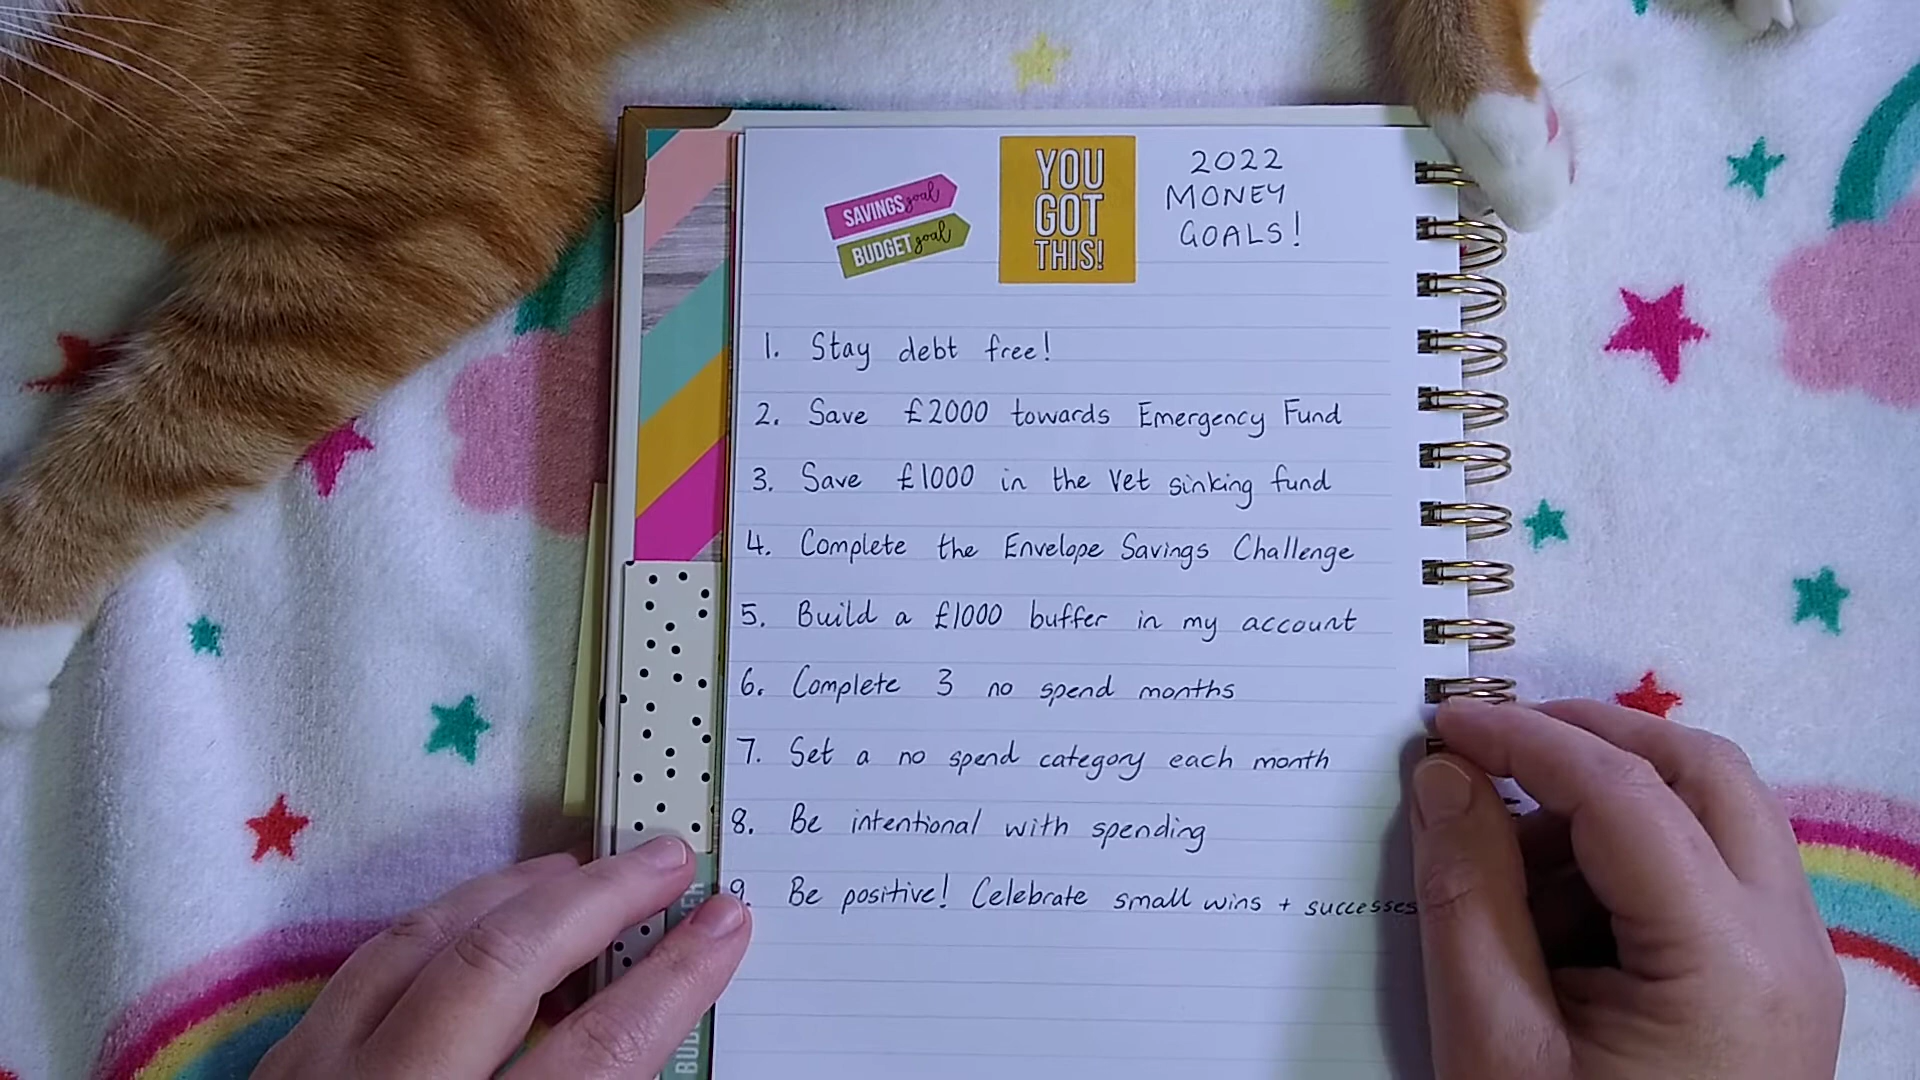 SAVINGS goal
BUDGET goal
YOU
GOT
THIS!
2022
MONEY
GOALS!
1. Stay debt free!
2. Save £2000 towards Emergency Fund
3. Save £1000 in the Vet sinking fund
4. Complete the Envelope Savings Challenge
5. Build a £1000 buffer in my account
6. Complete 3 no spend months
7. Set a no spend category each month
8. Be intentional with spending
9. Be positive! Celebrate small wins + successes